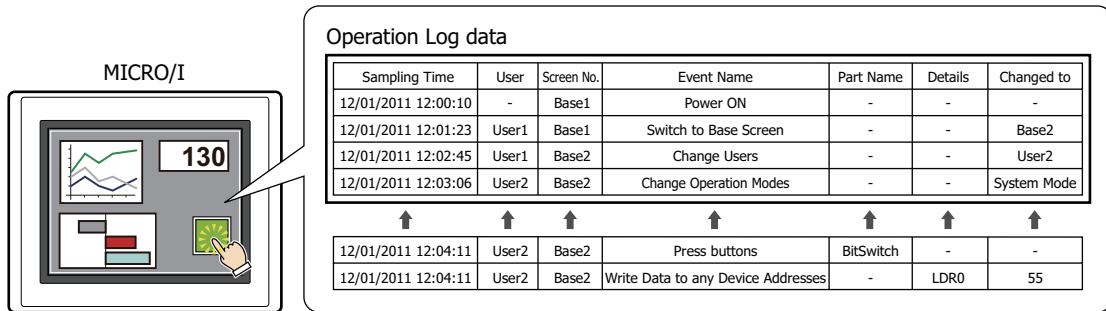 Operation Log data
MICRO/I
130
Sampling Time User Screen No. Event Name Part Name Details Changed to
12/01/2011 12:00:10 - Base1 Power ON - - -
12/01/2011 12:01:23 User1 Base1 Switch to Base Screen - - Base2
12/01/2011 12:02:45 User1 Base2 Change Users - - User2
12/01/2011 12:03:06 User2 Base2 Change Operation Modes - - System Mode
12/01/2011 12:04:11 User2 Base2 Press buttons BitSwitch - -
12/01/2011 12:04:11 User2 Base2 Write Data to any Device Addresses - LDR0 55